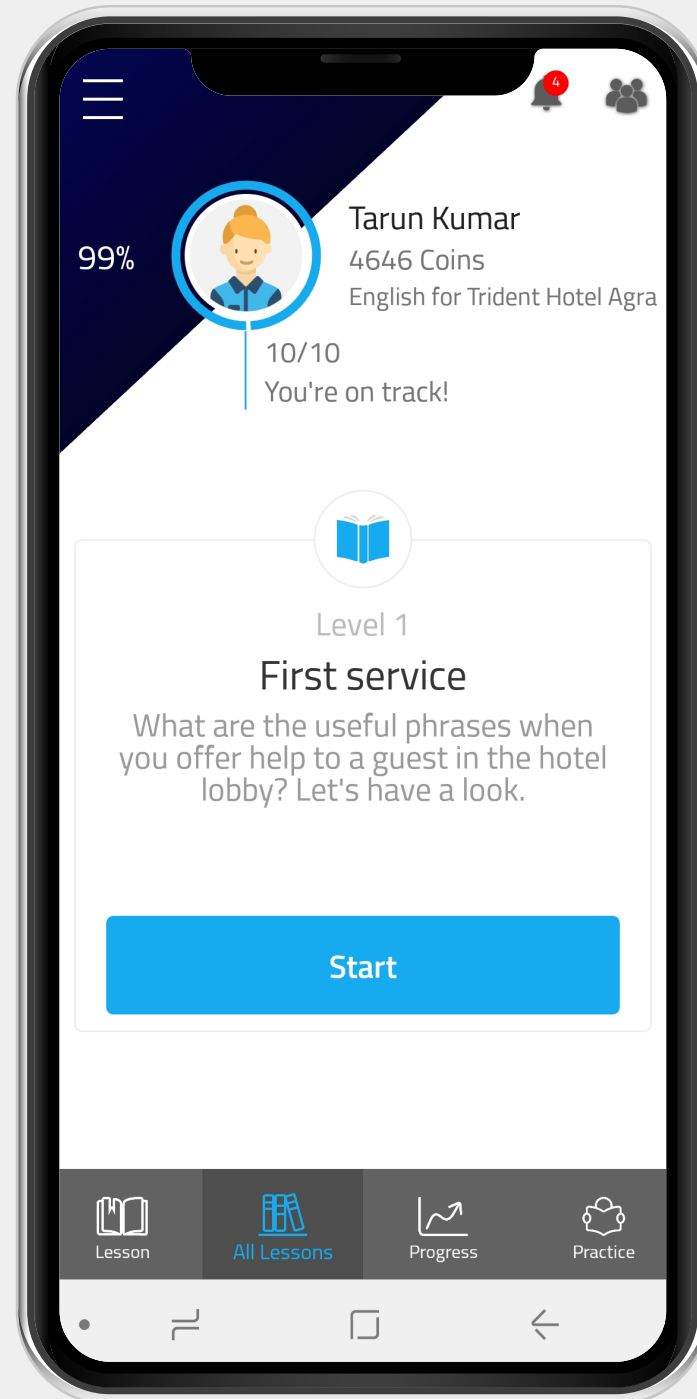 4
99%
Tarun Kumar
4646 Coins
English for Trident Hotel Agra
10/10
You're on track!
Level 1
First service
What are the useful phrases when
you offer help to a guest in the hotel
lobby? Let's have a look.
Start
Lesson
All Lessons
Progress
Practice